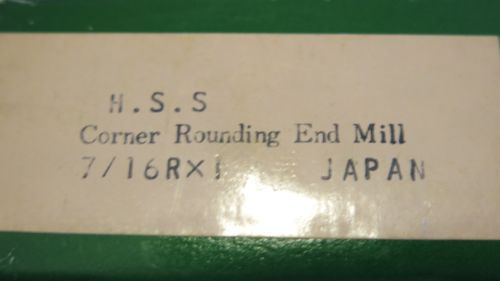 H.S.S
Corner Rounding End Mill
7/16R×1 JAPAN